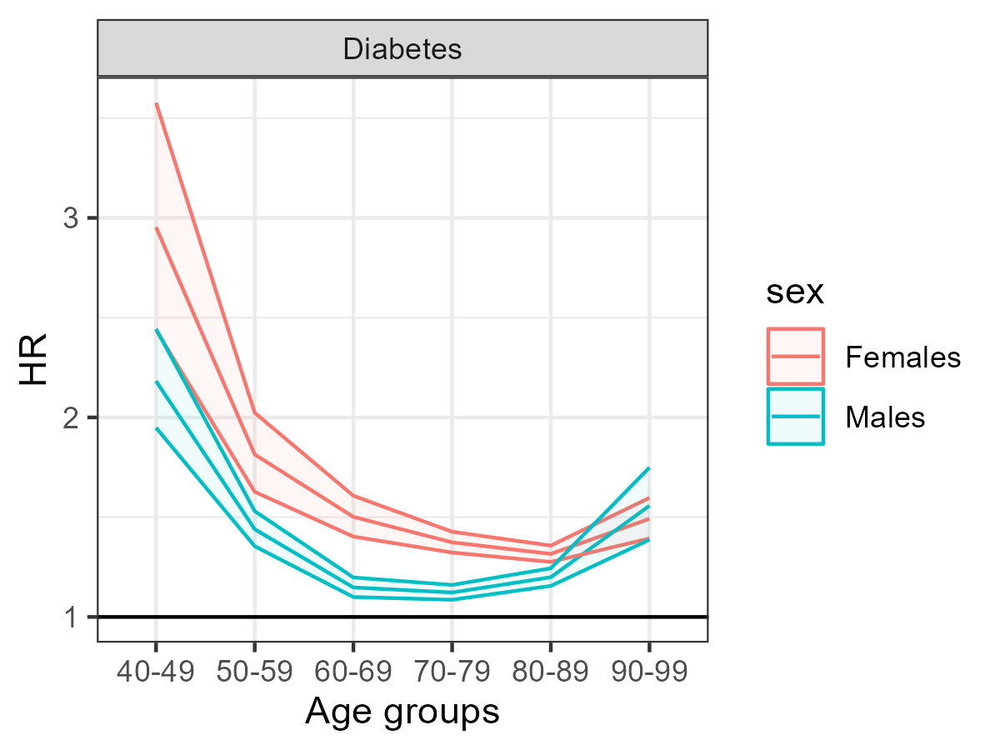 Diabetes
HR
3
2
1
40-49 50-59 60-69 70-79 80-89 90-99
Age groups
sex
Females
Males